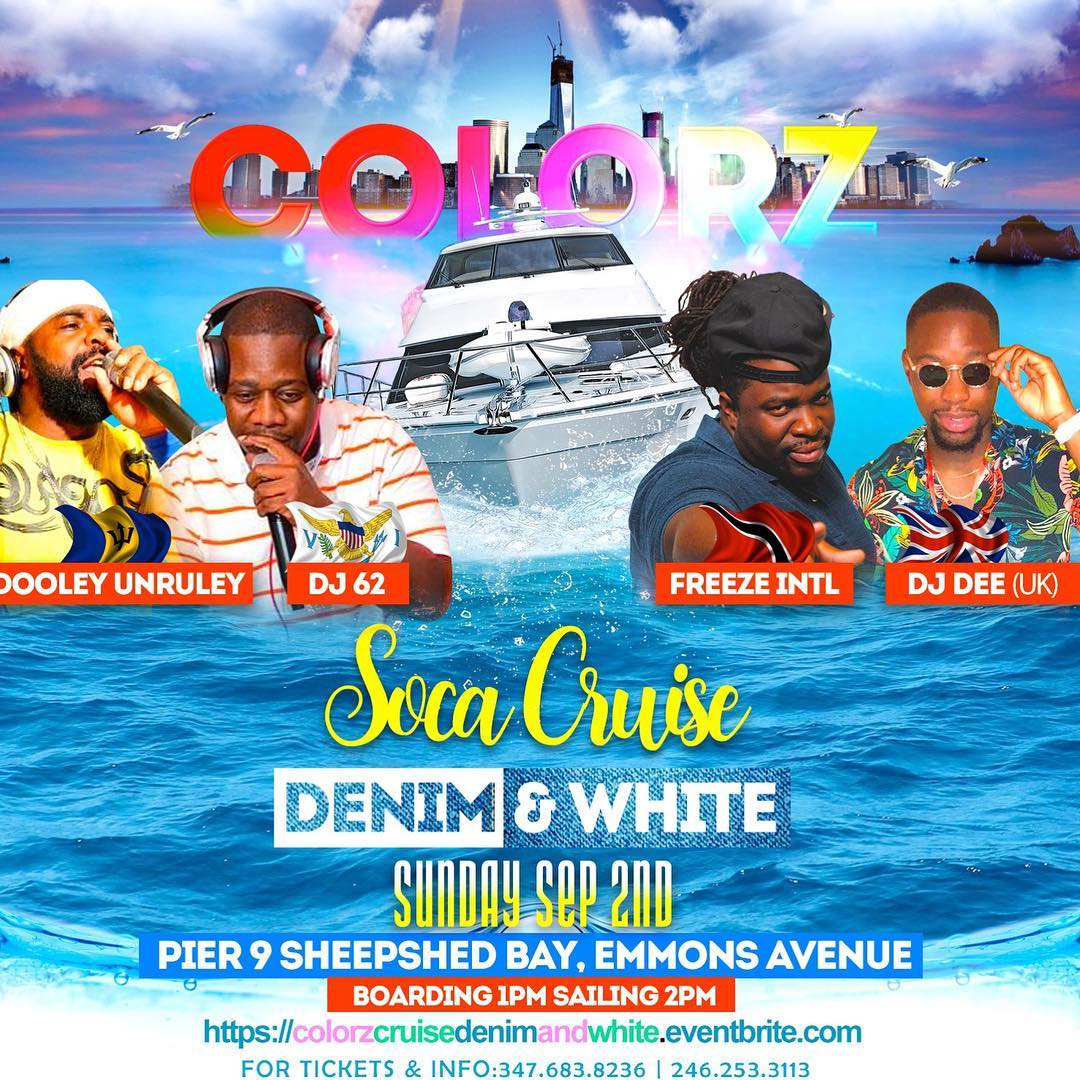 COLORZ
DOOLEY UNRULEY
DJ 62
FREEZE INTL
DJ DEE (UK)
V I
Soca Cruise
DENIM & WHITE
SUNDAY SEP 2ND
PIER 9 SHEEPSHED BAY, EMMONS AVENUE
BOARDING 1PM SAILING 2PM
https://colorzcruisedenimandwhite.eventbrite.com
FOR TICKETS & INFO:347.683.8236 | 246.253.3113